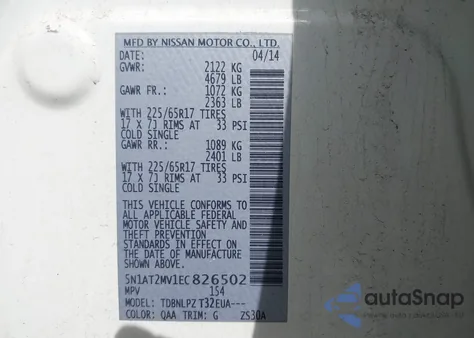 MFD BY NISSAN MOTOR CO., LTD.
DATE: 04/14
GVWR: 2122 KG
4679 LB
GAWR FR: 1072 KG
2363 LB
WITH 225/65R17 TIRES
17 X 7J RIMS AT 33 PSI
COLD SINGLE
GAWR RR: 1089 KG
2401 LB
WITH 225/65R17 TIRES
17 X 7J RIMS AT 33 PSI
COLD SINGLE
THIS VEHICLE CONFORMS TO
ALL APPLICABLE FEDERAL
MOTOR VEHICLE SAFETY
AND THEFT PREVENTION
STANDARDS IN EFFECT ON
THE DATE OF MANUFACTURE
SHOWN ABOVE.
5N1AT2MV1EC826502
MPV 154
MODEL: TDBNLPZ T32EUA---
COLOR: QAA TRIM: G ZS30A
autoSnap